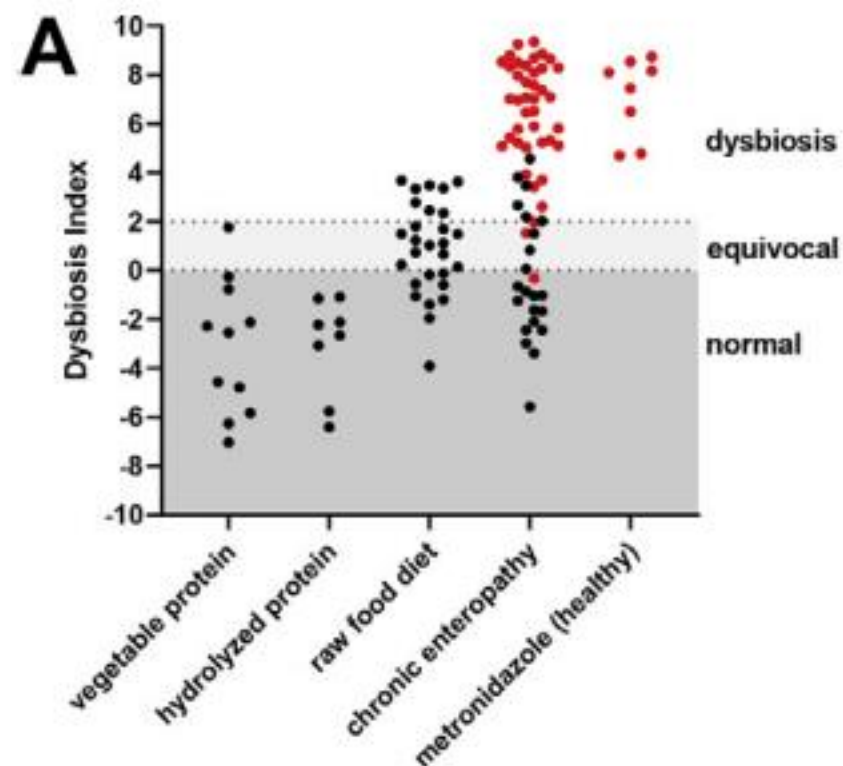 A
Dysbiosis Index
10
8
6
4
2
0
-2
-4
-6
-8
-10
dysbiosis
equivocal
normal
vegetable protein
hydrolyzed protein
raw food diet
chronic enteropathy
metronidazole (healthy)